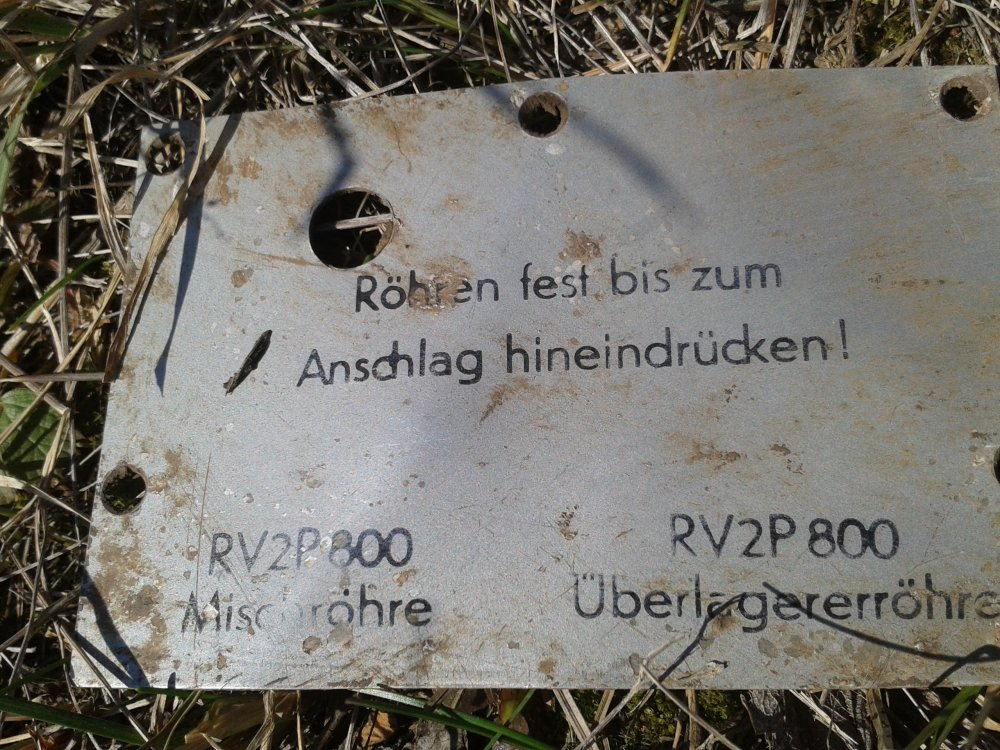 Röhren fest bis zum
Anschlag hineindrücken!
RV2P800 RV2P800
Mischröhre Überlagererröhre